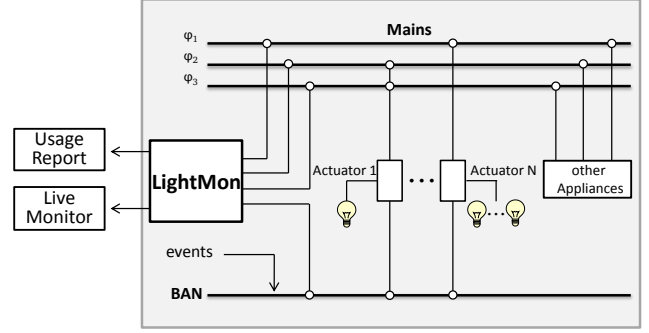 Mains
φ1
φ2
φ3
Usage
Report
LightMon
Live
Monitor
Actuator 1
...
Actuator N
...
other
Appliances
events
BAN